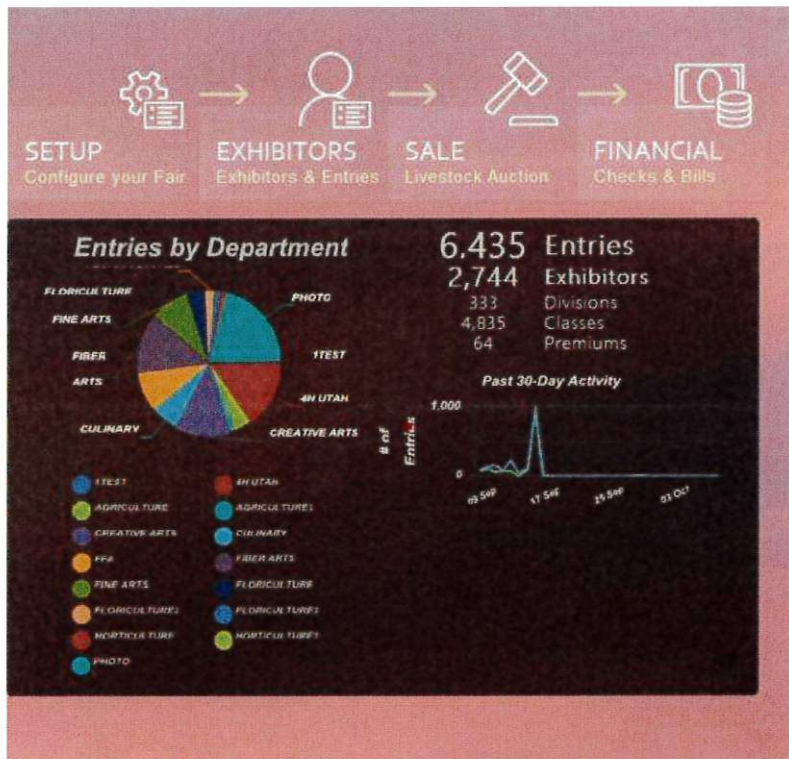 SETUP
Configure your Fair
EXHIBITORS
Exhibitors & Entries
SALE
Livestock Auction
FINANCIAL
Checks & Bills
Entries by Department
FLORICULTURE
PHOTO
FINE ARTS
FIBER
ARTS
1TEST
4H UTAH
CULINARY
CREATIVE ARTS
6,435 Entries
2,744 Exhibitors
333 Divisions
4,835 Classes
64 Premiums
Past 30-Day Activity
# of
Entries
1,000
0
09 Sep
17 Sep
25 Sep
03 Oct
1TEST
4H UTAH
AGRICULTURE
AGRICULTURE1
CREATIVE ARTS
CULINARY
FFA
FIBER ARTS
FINE ARTS
FLORICULTURE
HORTICULTURE
HORTICULTURE1
PHOTO